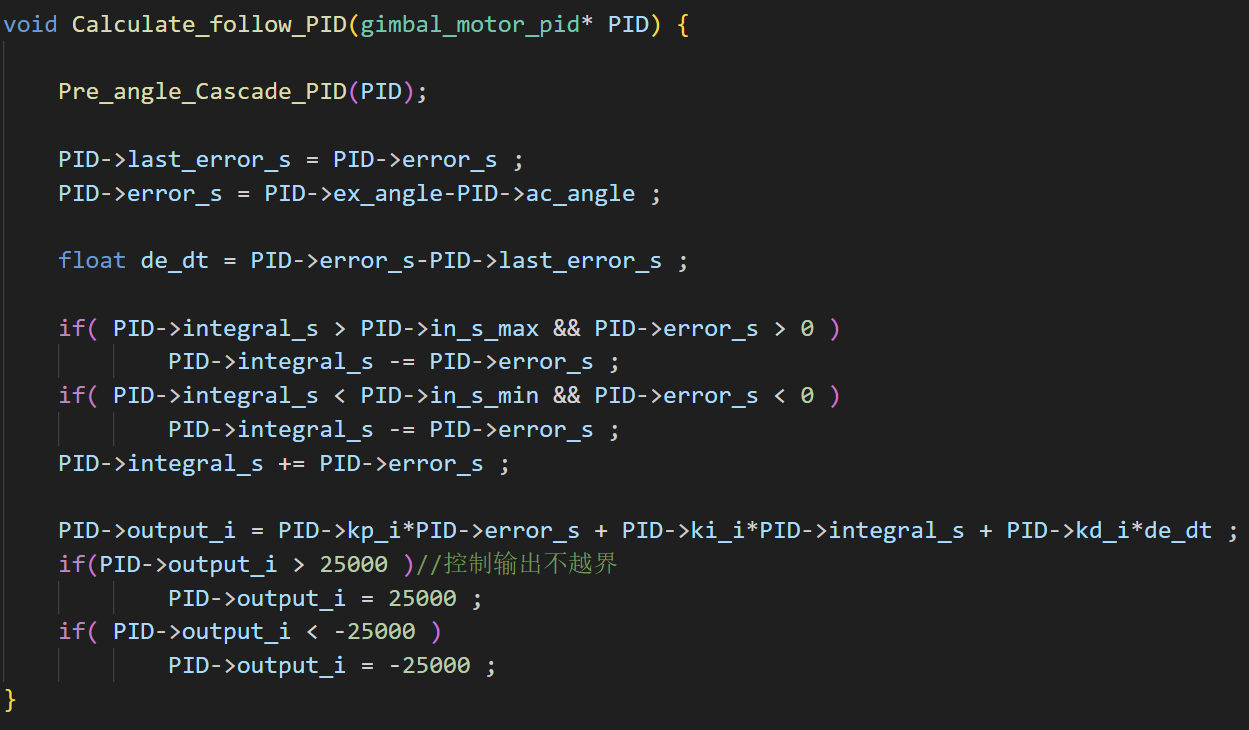 void Calculate_follow_PID(gimbal_motor_pid* PID) {
Pre_angle_Cascade_PID(PID);
PID->last_error_s = PID->error_s ;
PID->error_s = PID->ex_angle-PID->ac_angle ;
float de_dt = PID->error_s-PID->last_error_s ;
if( PID->integral_s > PID->in_s_max && PID->error_s > 0 )
PID->integral_s -= PID->error_s ;
if( PID->integral_s < PID->in_s_min && PID->error_s < 0 )
PID->integral_s -= PID->error_s ;
PID->integral_s += PID->error_s ;
PID->output_i = PID->kp_i*PID->error_s + PID->ki_i*PID->integral_s + PID->kd_i*de_dt ;
if(PID->output_i > 25000 )//控制输出不越界
PID->output_i = 25000 ;
if( PID->output_i < -25000 )
PID->output_i = -25000 ;
}